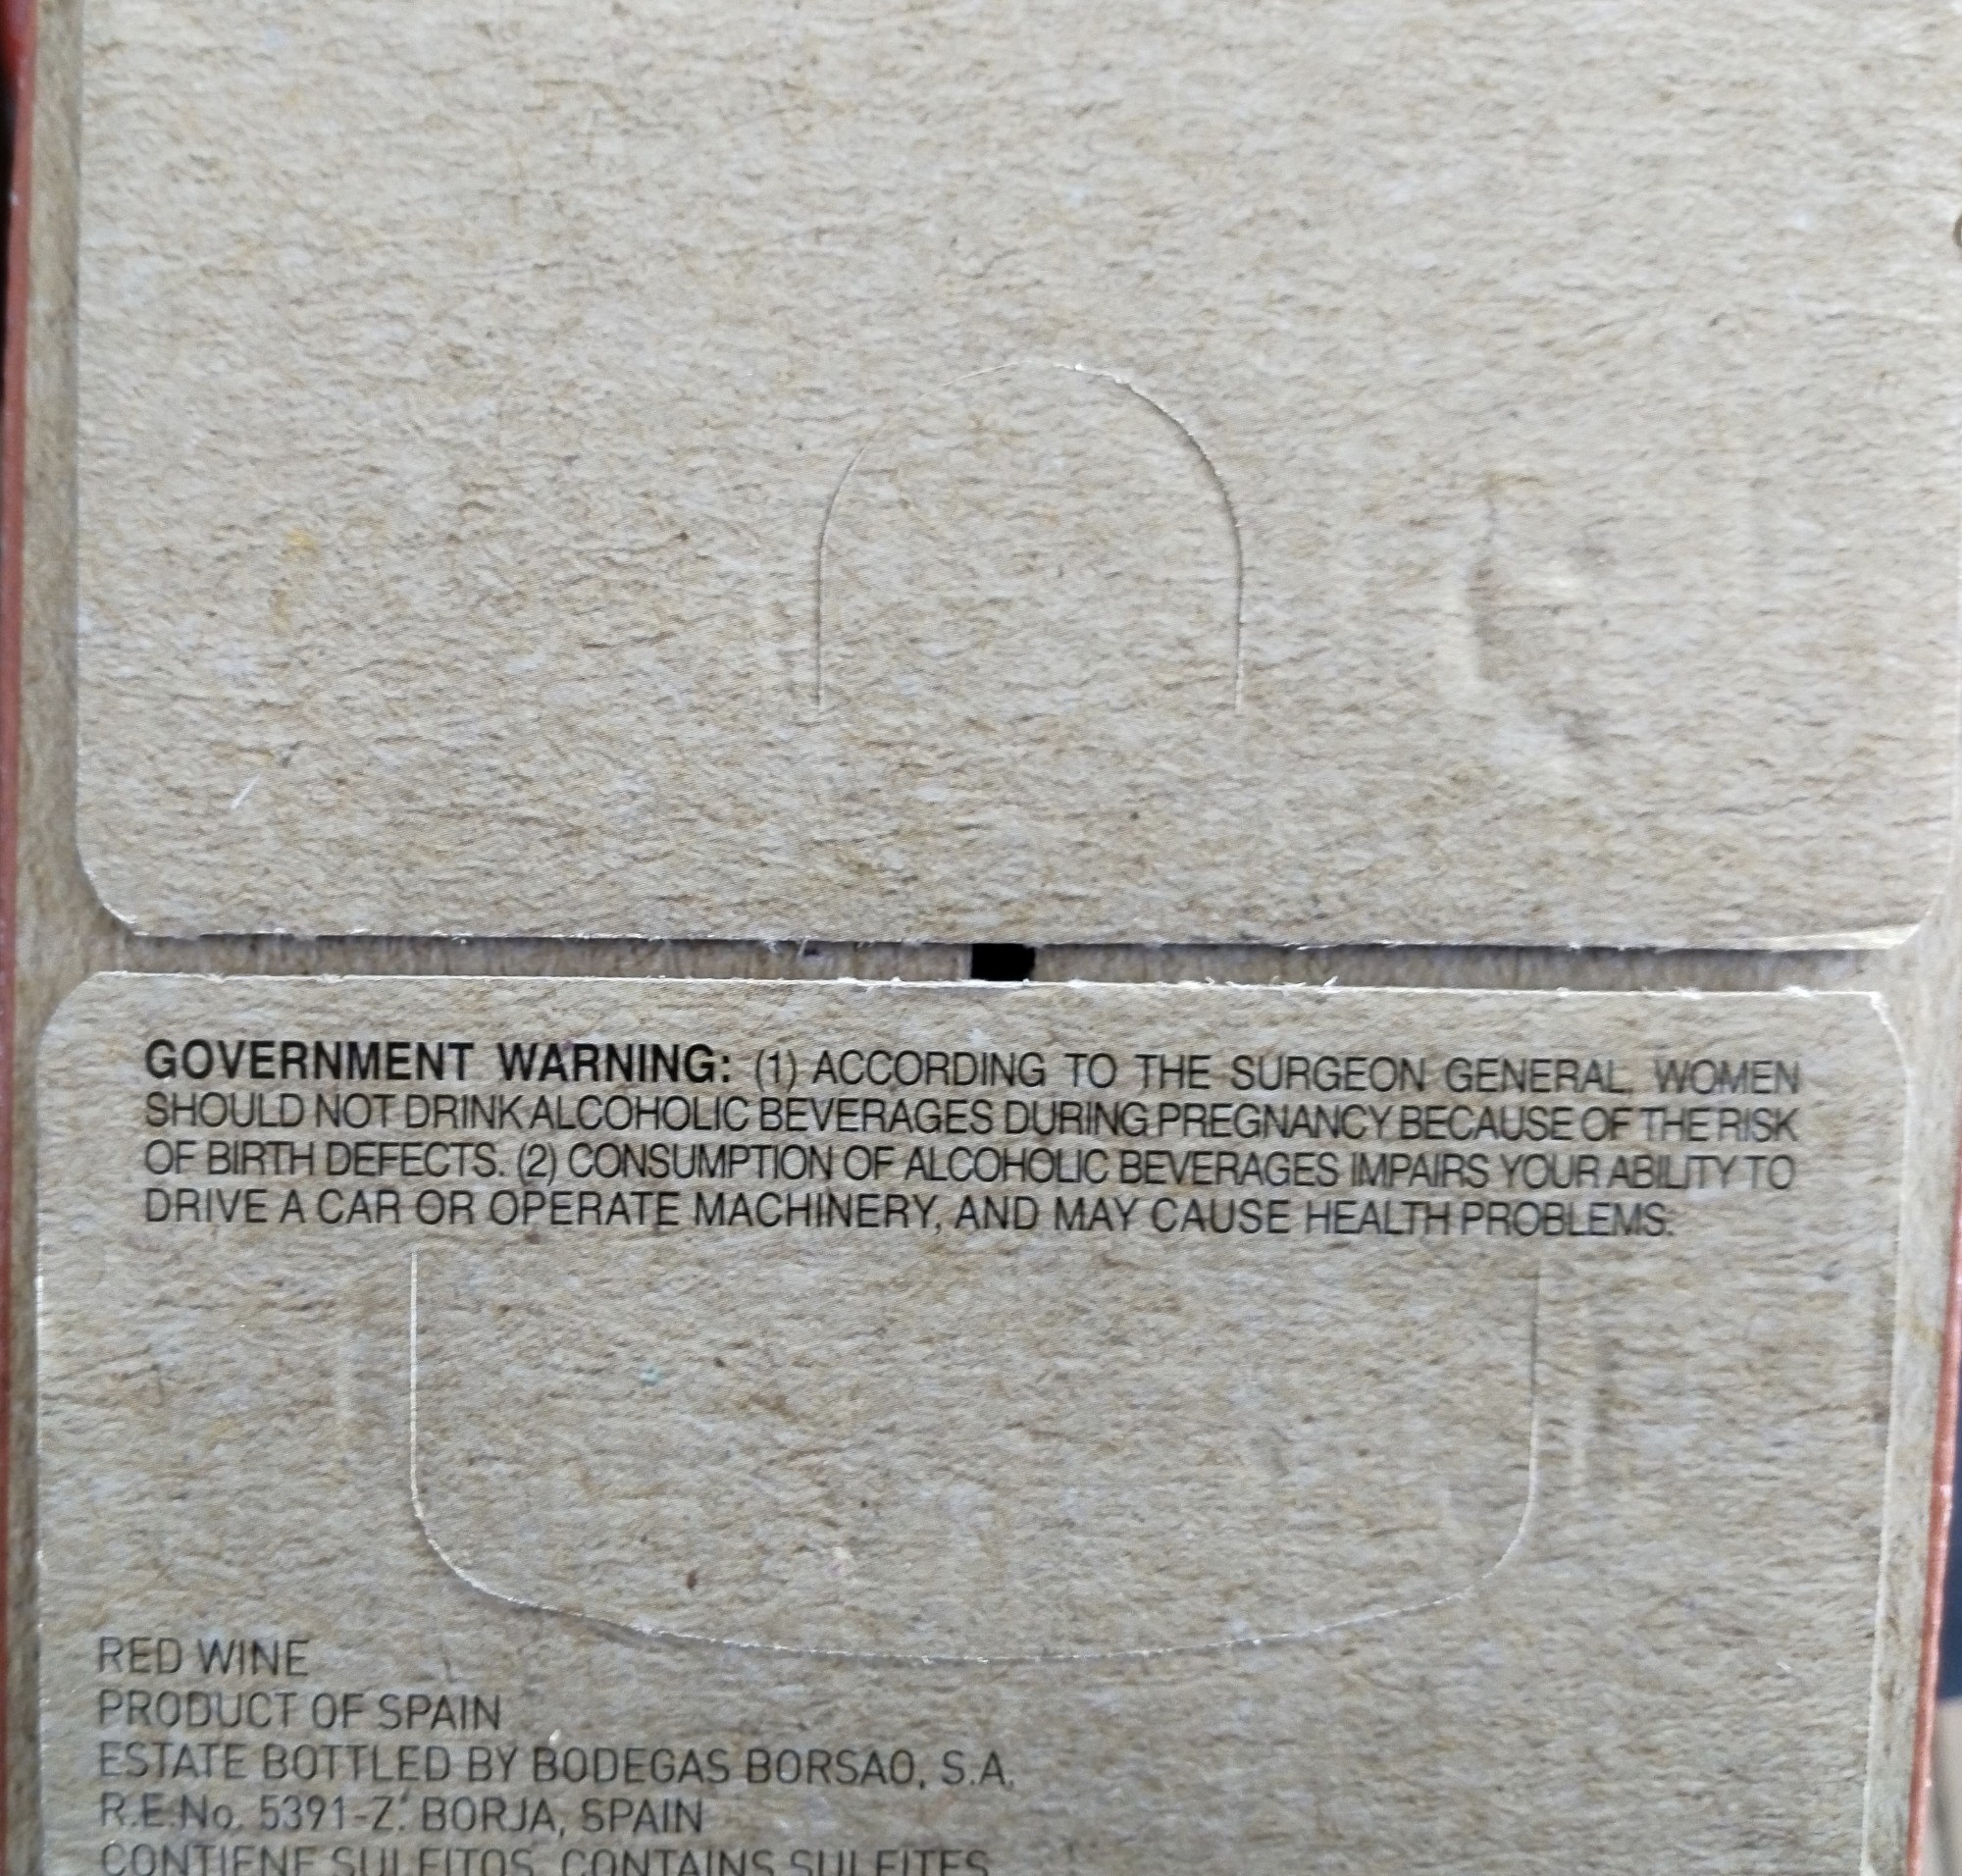 GOVERNMENT WARNING: (1) ACCORDING TO THE SURGEON GENERAL, WOMEN
SHOULD NOT DRINK ALCOHOLIC BEVERAGES DURING PREGNANCY BECAUSE OF THE RISK
OF BIRTH DEFECTS. (2) CONSUMPTION OF ALCOHOLIC BEVERAGES IMPAIRS YOUR ABILITY TO
DRIVE A CAR OR OPERATE MACHINERY, AND MAY CAUSE HEALTH PROBLEMS.
RED WINE
PRODUCT OF SPAIN
ESTATE BOTTLED BY BODEGAS BORSAO, S.A.
R.E.No. 5391-Z. BORJA, SPAIN
CONTIENE SULFITOS. CONTAINS SULFITES.